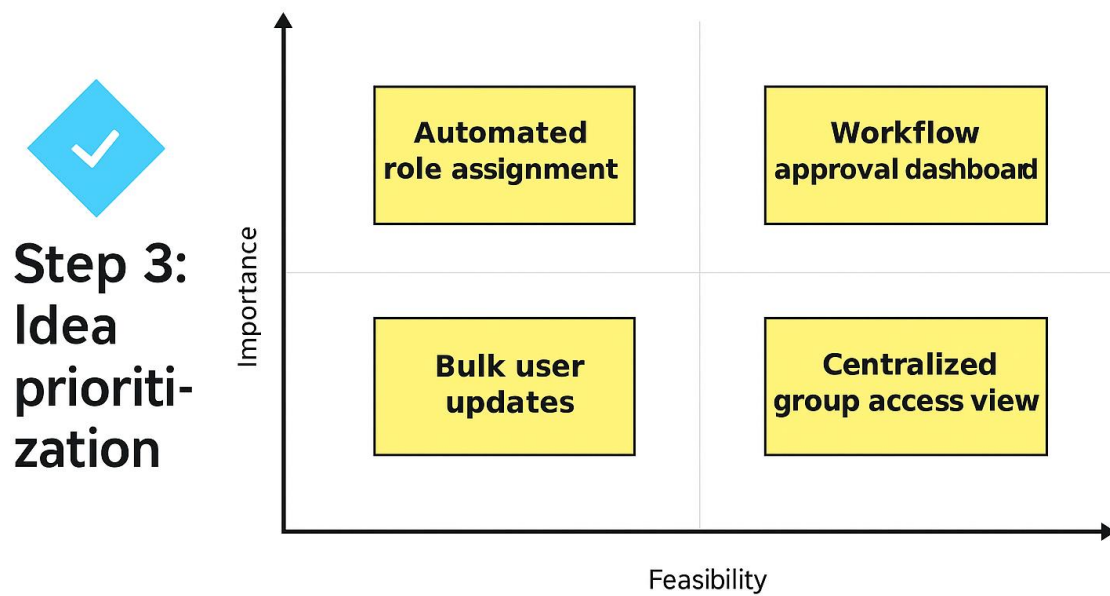 Step 3:
Idea
prioriti-
zation
Importance
Automated
role assignment
Workflow
approval dashboard
Bulk user
updates
Centralized
group access view
Feasibility